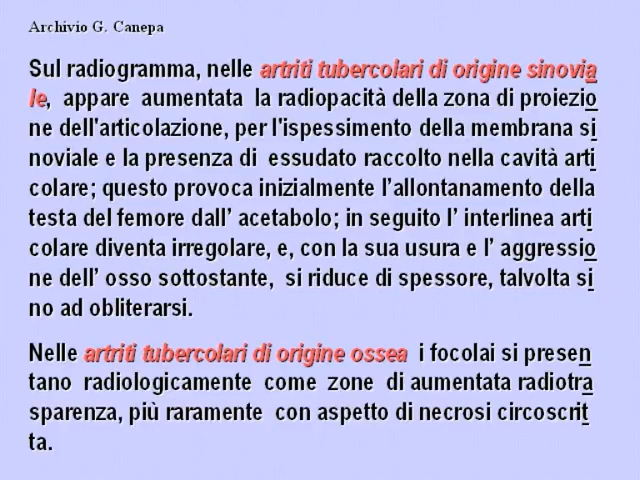 Archivio G. Canepa
Sul radiogramma, nelle artriti tubercolari di origine sinovia
le, appare aumentata la radiopacità della zona di proiezio
ne dell'articolazione, per l'ispessimento della membrana si
noviale e la presenza di essudato raccolto nella cavità arti
colare; questo provoca inizialmente l'allontanamento della
testa del femore dall' acetabolo; in seguito l' interlinea arti
colare diventa irregolare, e, con la sua usura e l' aggressio
ne dell' osso sottostante, si riduce di spessore, talvolta si
no ad obliterarsi.
Nelle artriti tubercolari di origine ossea i focolai si presen
tano radiologicamente come zone di aumentata radiotra
sparenza, più raramente con aspetto di necrosi circoscrit
ta.